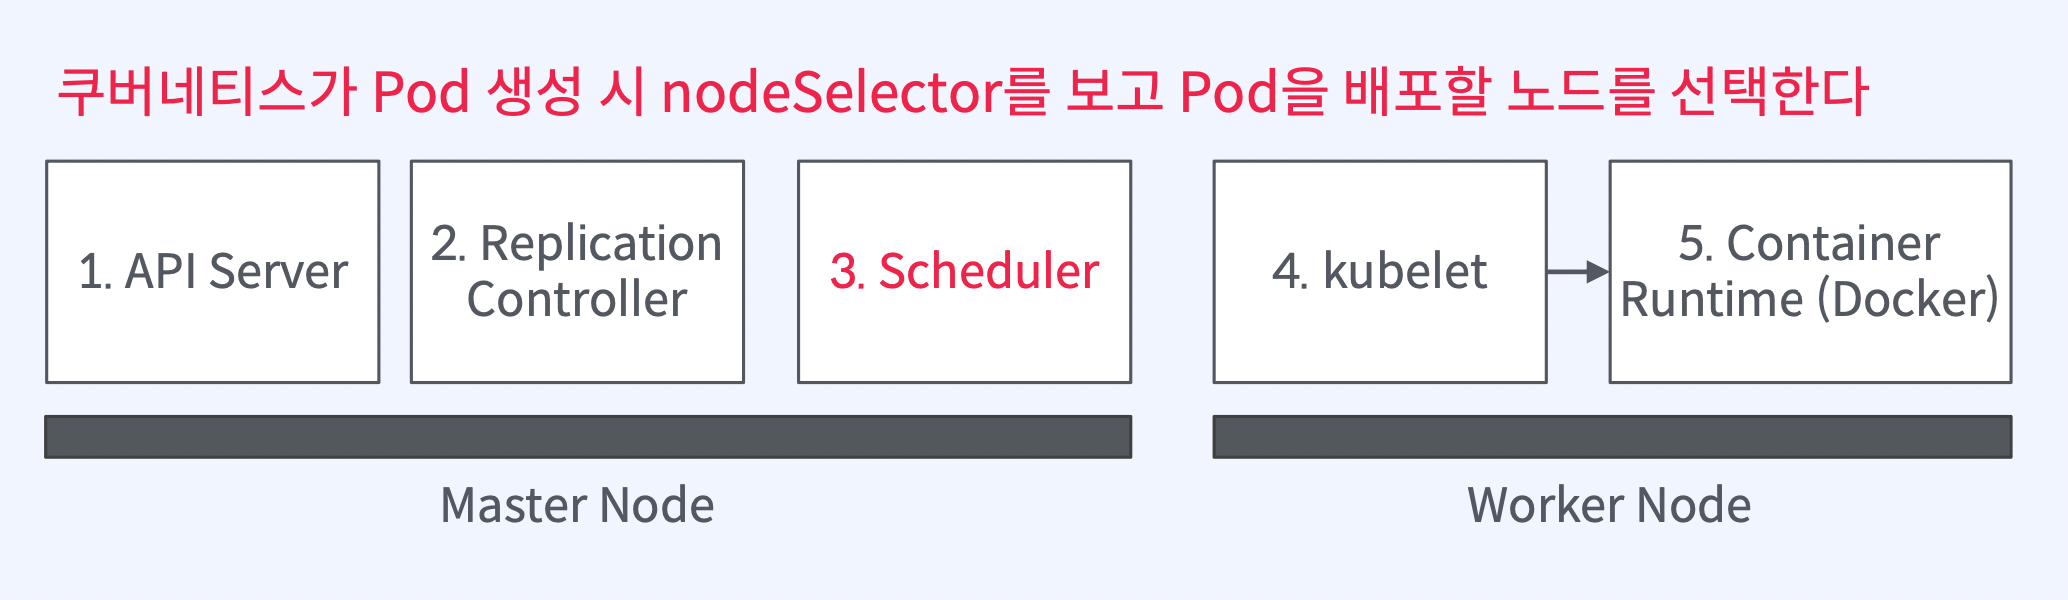 쿠버네티스가 Pod 생성 시 nodeSelector를 보고 Pod을 배포할 노드를 선택한다
1. API Server
2. Replication
Controller
3. Scheduler
4. kubelet
5. Container
Runtime (Docker)
Master Node
Worker Node